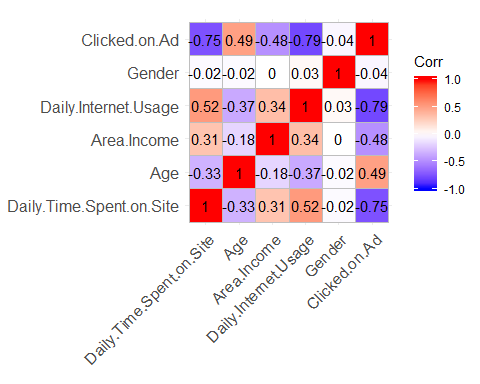 Clicked.on.Ad -0.75 0.49 -0.48 -0.79 -0.04 1
Gender -0.02 -0.02 0 0.03 1 -0.04
Daily.Internet.Usage 0.52 -0.37 0.34 1 0.03 -0.79
Area.Income 0.31 -0.18 1 0.34 0 -0.48
Age -0.33 1 -0.18 -0.37 -0.02 0.49
Daily.Time.Spent.on.Site 1 -0.33 0.31 0.52 -0.02 -0.75
Daily.Time.Spent.on.Site
Age
Area.Income
Daily.Internet.Usage
Gender
Clicked.on.Ad
Corr
1.0
0.5
0.0
-0.5
-1.0